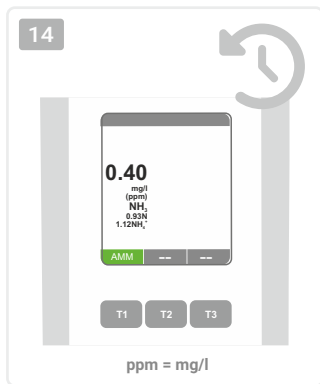 14
0.40
mg/l
(ppm)
NH₃
0.93N
1.12NH₄⁺
AMM -- --
T1 T2 T3
ppm = mg/l